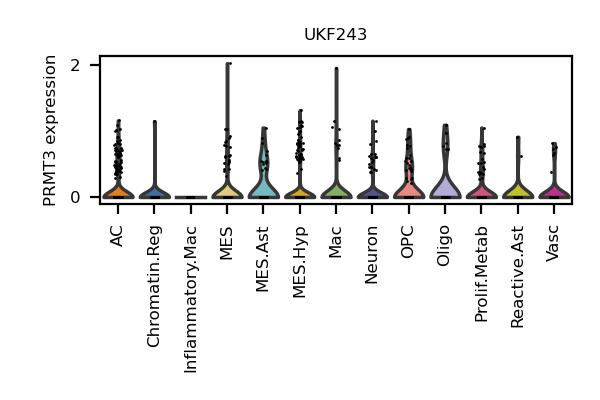 UKF243
PRMT3 expression
2
0
AC
Chromatin.Reg
Inflammatory.Mac
MES
MES.Ast
MES.Hyp
Mac
Neuron
OPC
Oligo
Prolif.Metab
Reactive.Ast
Vasc